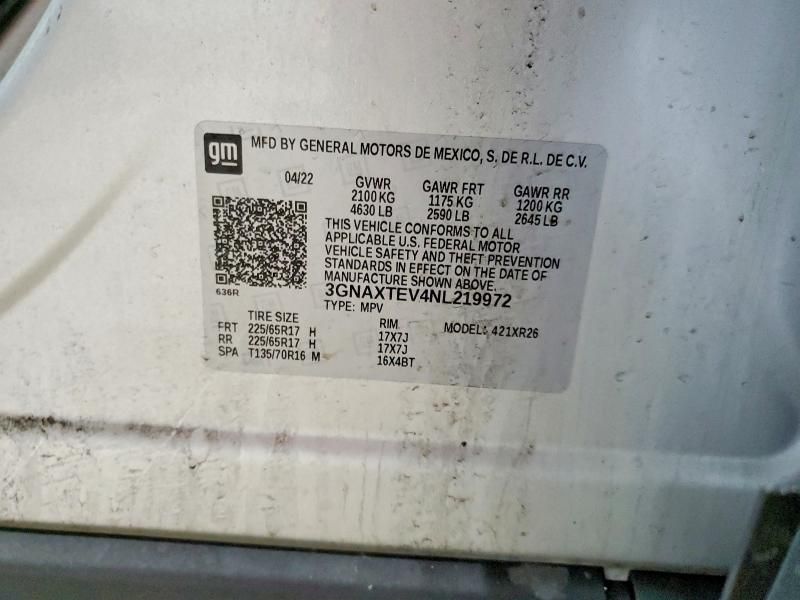 gm MFD BY GENERAL MOTORS DE MEXICO, S. DE R.L. DE C.V.
04/22 GVWR GAWR FRT GAWR RR
2100 KG 1175 KG 1200 KG
4630 LB 2590 LB 2645 LB
THIS VEHICLE CONFORMS TO ALL
APPLICABLE U.S. FEDERAL MOTOR
VEHICLE SAFETY AND THEFT PREVENTION
STANDARDS IN EFFECT ON THE DATE OF
MANUFACTURE SHOWN ABOVE.
636R 3GNAXTEV4NL219972
TYPE: MPV
TIRE SIZE RIM MODEL: 421XR26
FRT 225/65R17 H 17X7J
RR 225/65R17 H 17X7J
SPA T135/70R16 M 16X4BT